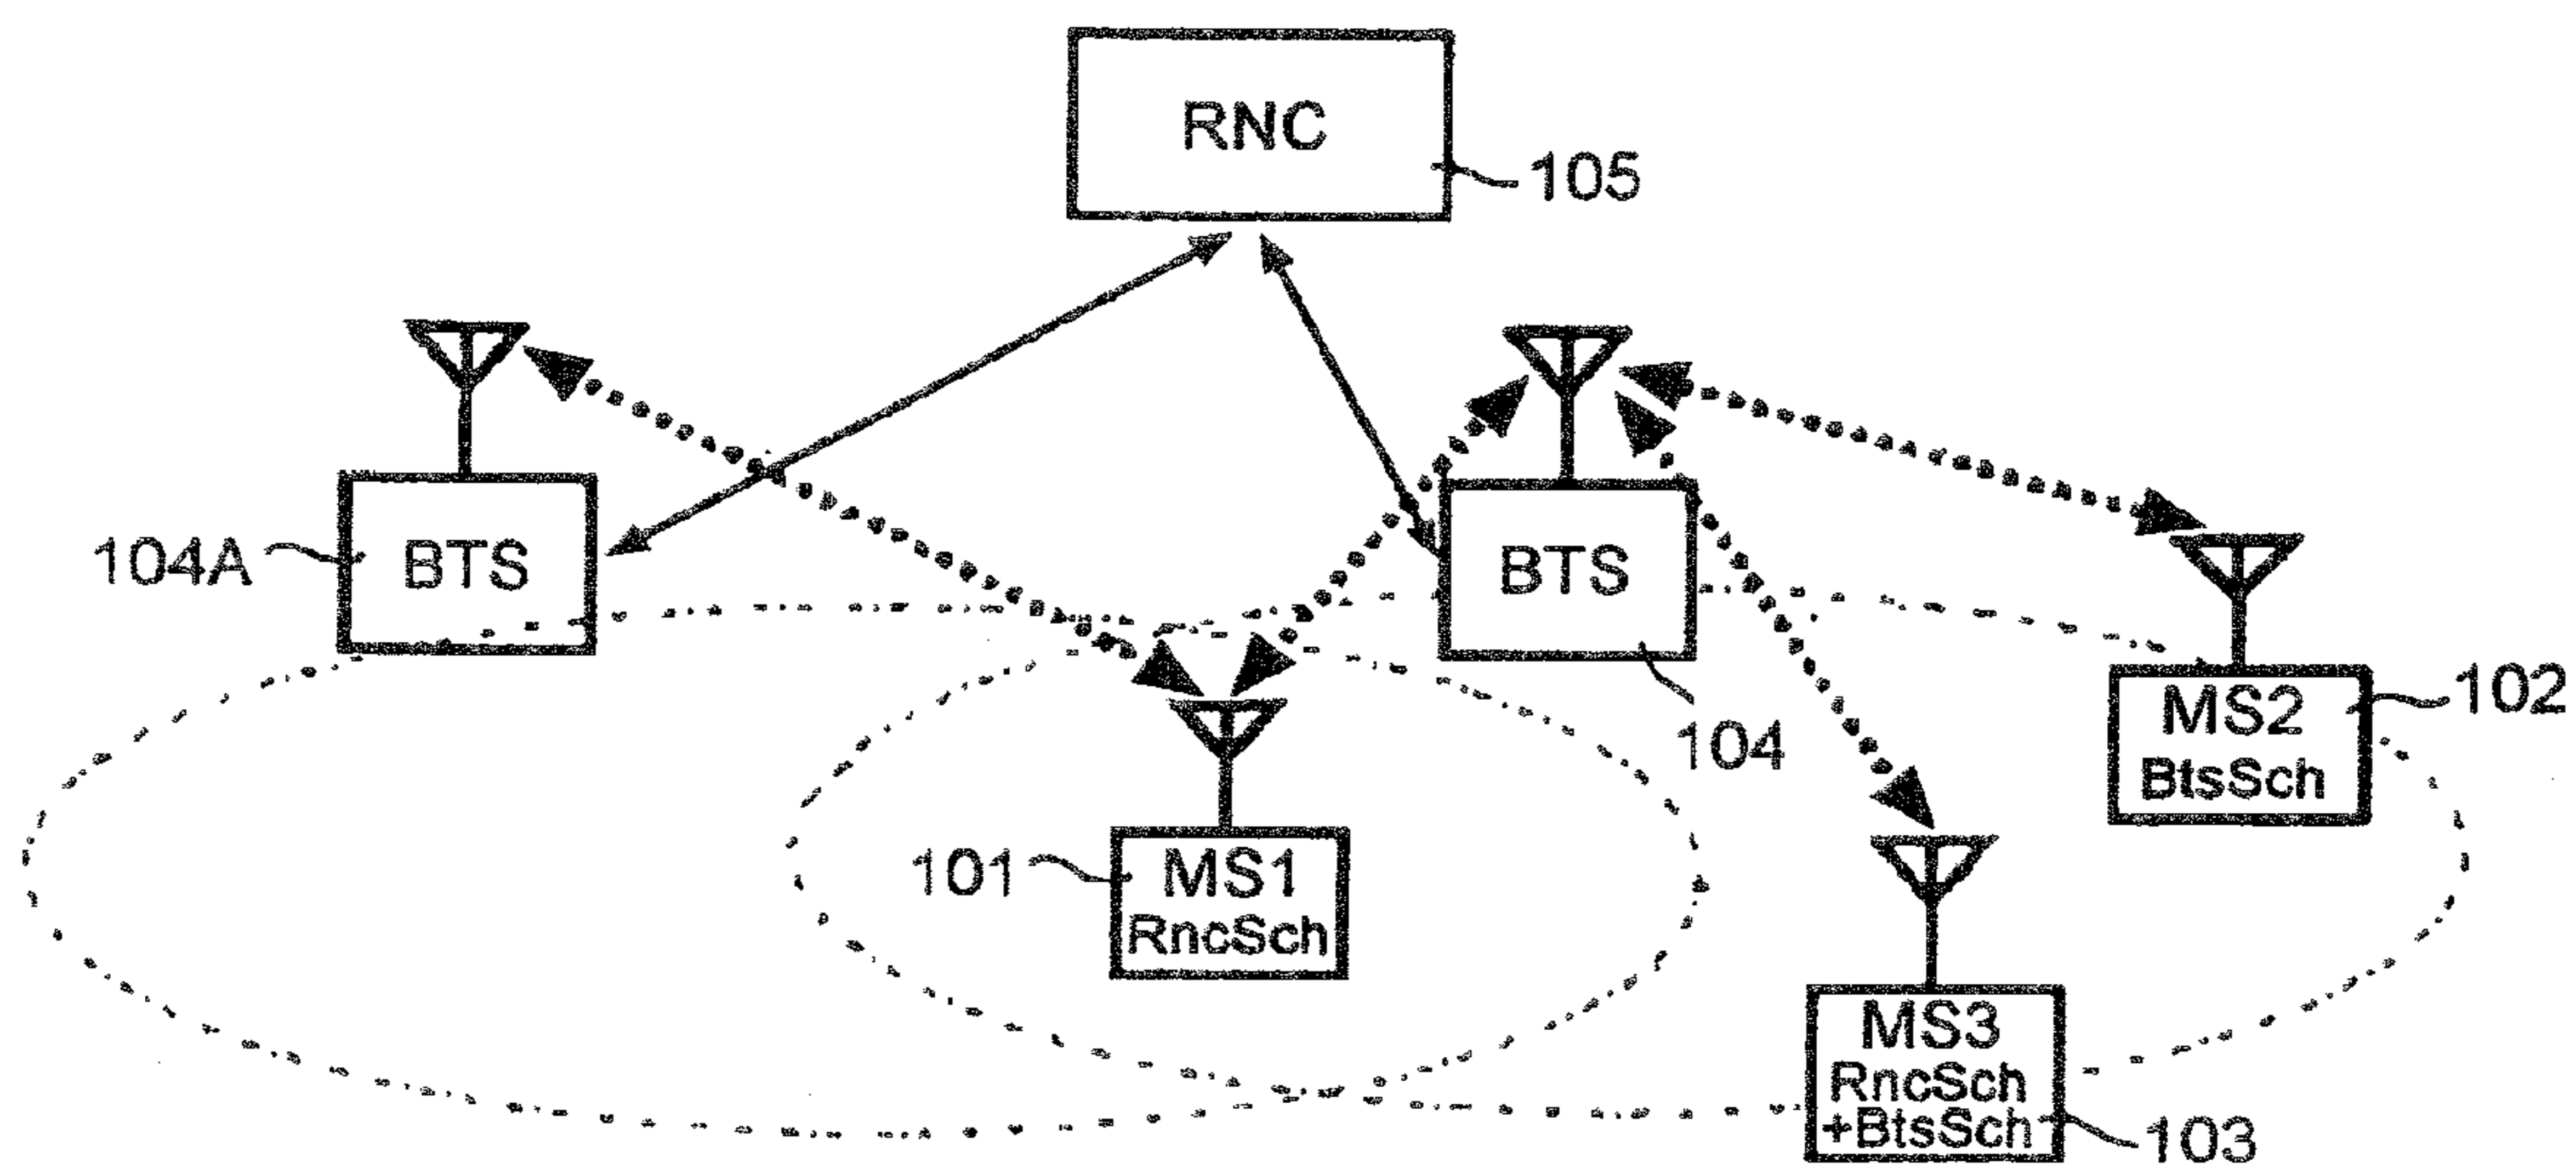 RNC
105
104A
BTS
BTS
104
MS2
BtsSch
102
101
MS1
RncSch
MS3
RncSch
+BtsSch
103